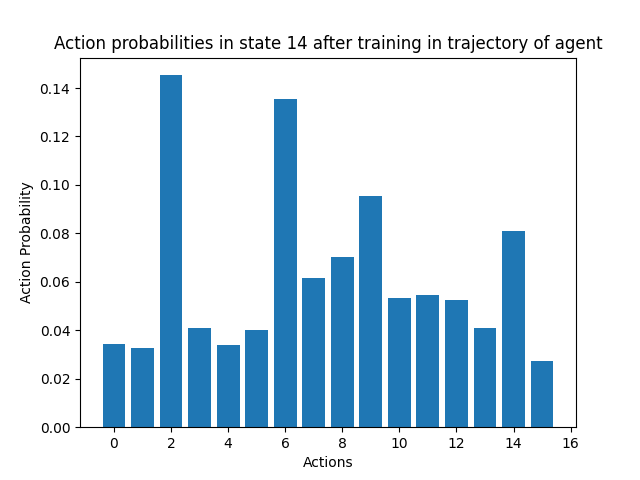 Action probabilities in state 14 after training in trajectory of agent
0.14
0.12
0.10
0.08
0.06
0.04
0.02
0.00
Action Probability
0 2 4 6 8 10 12 14 16
Actions